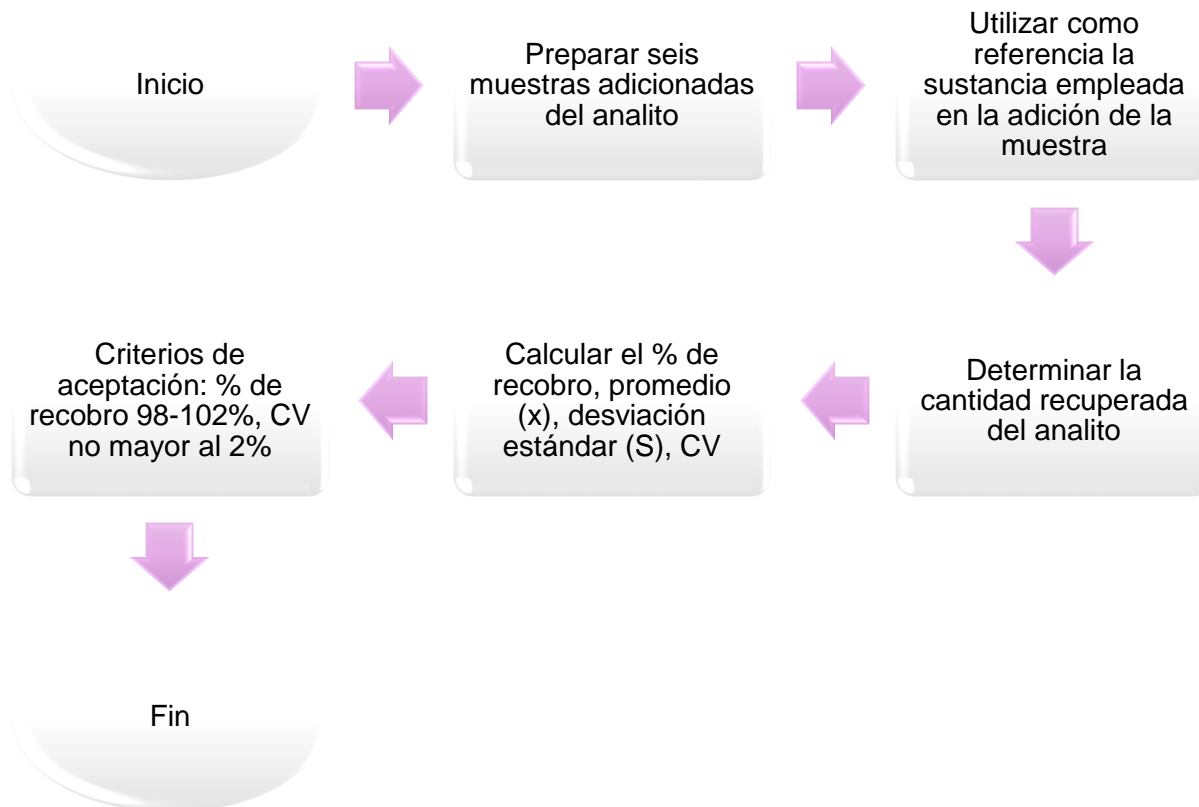 Inicio
Preparar seis
muestras adicionadas
del analito
Utilizar como
referencia la
sustancia empleada
en la adición de la
muestra
Determinar la
cantidad recuperada
del analito
Calcular el % de
recobro, promedio
(x), desviación
estándar (S), CV
Criterios de
aceptación: % de
recobro 98-102%, CV
no mayor al 2%
Fin